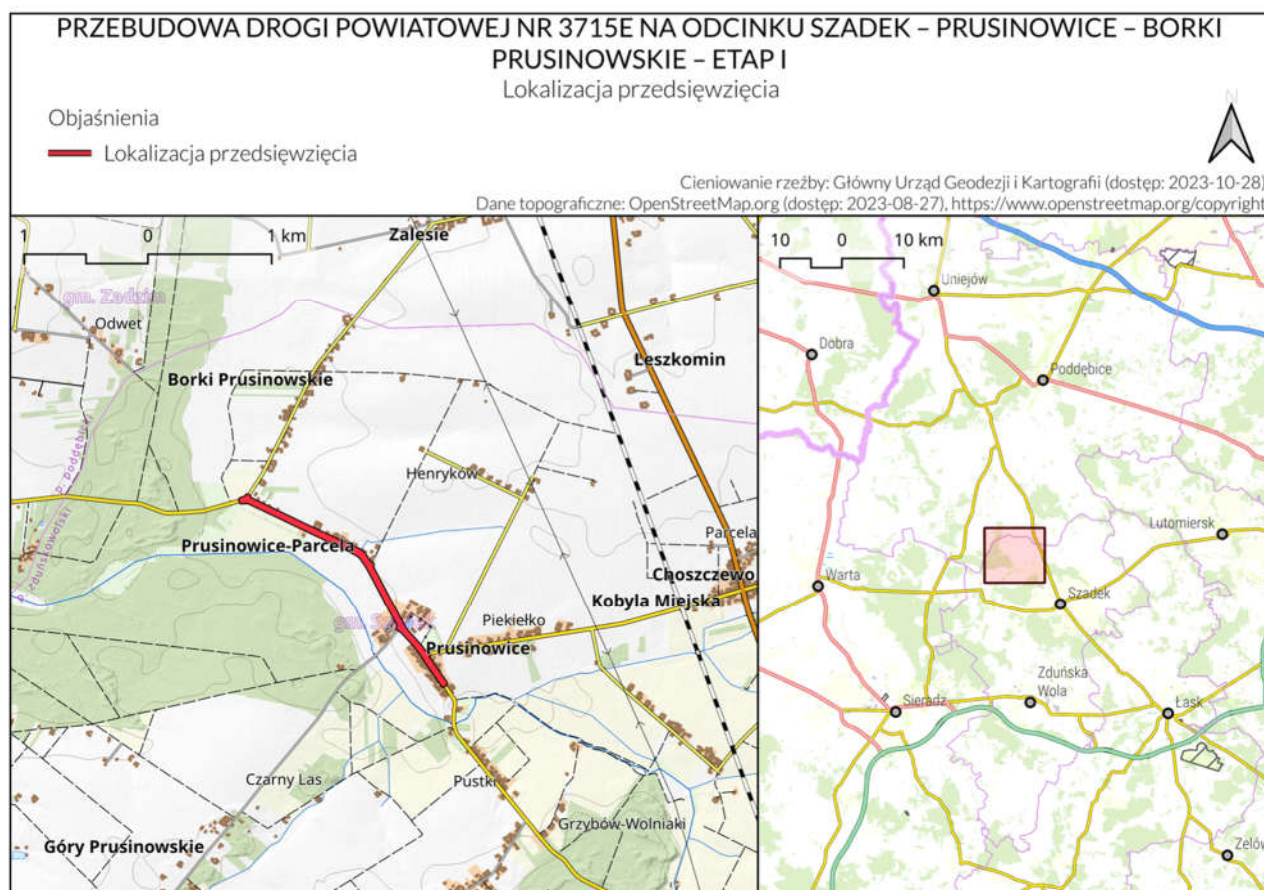 PRZEBUDOWA DROGI POWIATOWEJ NR 3715E NA ODCINKU SZADEK – PRUSINOWICE – BORKI
PRUSINOWSKIE – ETAP I
Lokalizacja przedsięwzięcia
Objaśnienia
Lokalizacja przedsięwzięcia
N
Cieniowanie rzeźby: Główny Urząd Geodezji i Kartografii (dostęp: 2023-10-28)
Dane topograficzne: OpenStreetMap.org (dostęp: 2023-08-27), https://www.openstreetmap.org/copyright
1 0 1 km
Zalesie
gm. Zadzim
Odwet
Leszkomin
Borki Prusinowskie
p. poddębicki
p. zduńskowolski
Henryków
Parcela
Prusinowice-Parcela
Choszczewo
Kobyla Miejska
gm.
Piekiełko
Prusinowice
Czarny Las
Pustki
Grzybów-Wolniaki
Góry Prusinowskie
10 0 10 km
Uniejów
Dobra
Poddębice
Lutomiersk
Warta
Szadek
Zduńska
Wola
Sieradz
Łask
Zelów